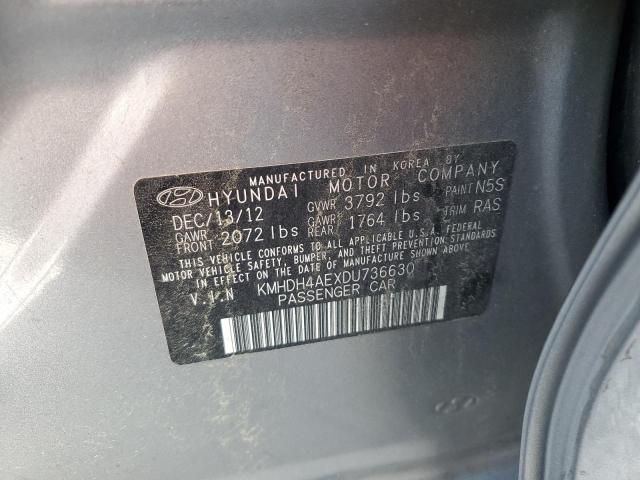 MANUFACTURED IN KOREA BY
HYUNDAI MOTOR COMPANY
DEC/13/12 GVWR 3792 lbs PAINT N5S
GAWR FRONT 2072 lbs GAWR REAR 1764 lbs TRIM RAS
THIS VEHICLE CONFORMS TO ALL APPLICABLE U.S.A. FEDERAL
MOTOR VEHICLE SAFETY, BUMPER, AND THEFT PREVENTION
STANDARDS IN EFFECT ON THE DATE OF MANUFACTURE SHOWN ABOVE.
V I N KMHDH4AEXDU736630
PASSENGER CAR